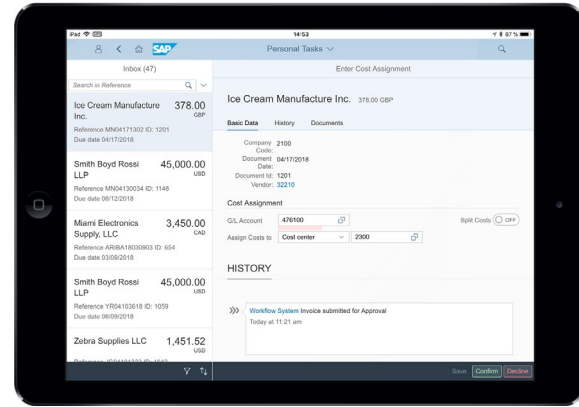 iPad
14:53
87 %
SAP
Personal Tasks
Inbox (47)
Enter Cost Assignment
Search in Reference
Ice Cream Manufacture Inc.
378.00
GBP
Reference MN04171302 ID: 1201
Due date 04/17/2018
Smith Boyd Rossi LLP
45,000.00
USD
Reference MN04130034 ID: 1146
Due date 06/12/2018
Miami Electronics Supply, LLC
3,450.00
CAD
Reference ARIBA18030903 ID: 654
Due date 03/09/2018
Smith Boyd Rossi LLP
45,000.00
USD
Reference YR04103618 ID: 1059
Due date 06/09/2018
Zebra Supplies LLC
1,451.52
USD
Ice Cream Manufacture Inc. 378.00 GBP
Basic Data History Documents
Company Code: 2100
Document Date: 04/17/2018
Document Id: 1201
Vendor: 32210
Cost Assignment
G/L Account 476100
Split Costs OFF
Assign Costs to Cost center 2300
HISTORY
Workflow System Invoice submitted for Approval
Today at 11:21 am
Save Confirm Decline